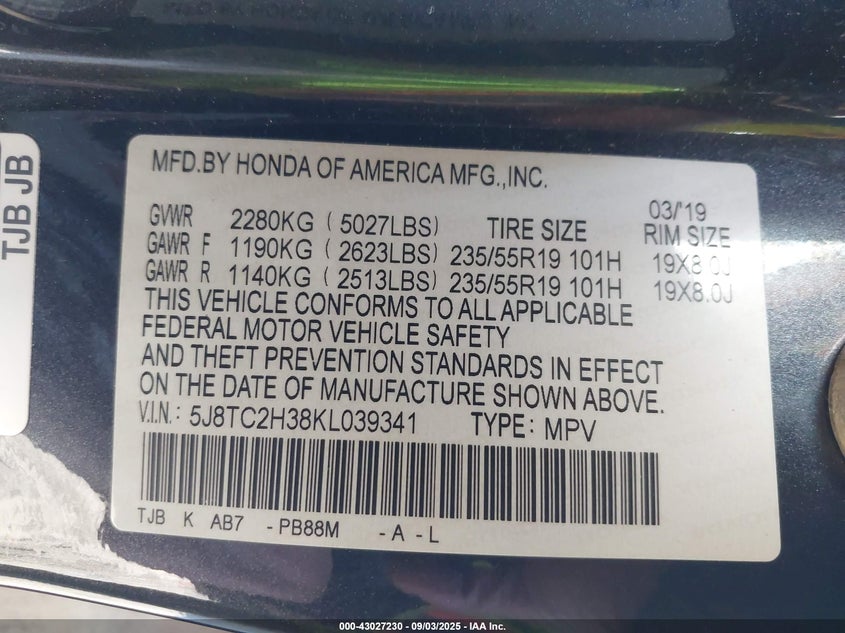 TJB JB
MFD.BY HONDA OF AMERICA MFG.,INC.
03/'19
GVWR 2280KG ( 5027LBS) TIRE SIZE RIM SIZE
GAWR F 1190KG ( 2623LBS) 235/55R19 101H 19X8.0J
GAWR R 1140KG ( 2513LBS) 235/55R19 101H 19X8.0J
THIS VEHICLE CONFORMS TO ALL APPLICABLE
FEDERAL MOTOR VEHICLE SAFETY
AND THEFT PREVENTION STANDARDS IN EFFECT
ON THE DATE OF MANUFACTURE SHOWN ABOVE.
V.I.N.: 5J8TC2H38KL039341 TYPE: MPV
TJB K AB7 -PB88M -A -L
000-43027230 - 09/03/2025 - IAA Inc.